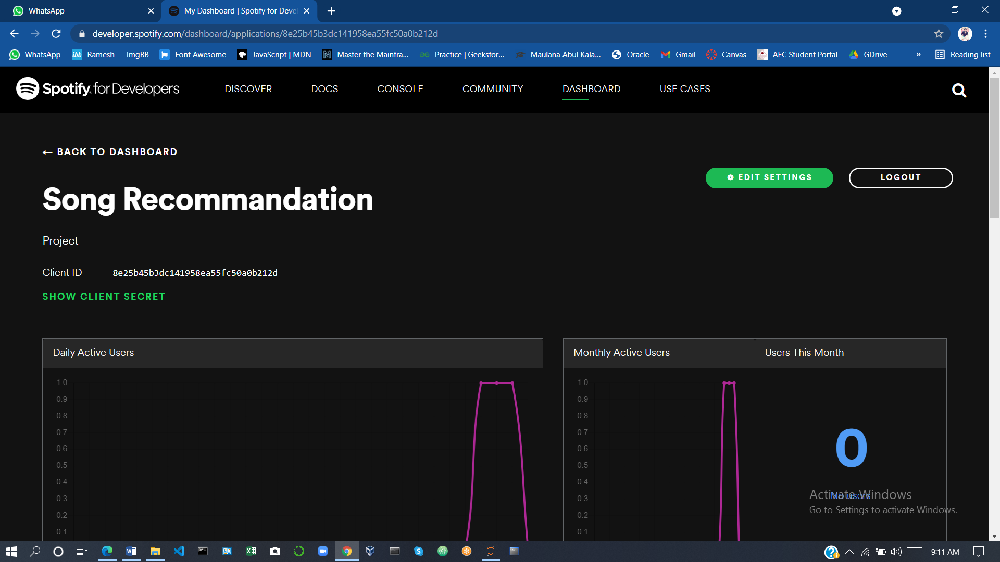 WhatsApp
My Dashboard | Spotify for Deve
developer.spotify.com/dashboard/applications/8e25b45b3dc141958ea55fc50a0b212d
WhatsApp ibb Ramesh — ImgBB Font Awesome JavaScript | MDN M Master the Mainfra... Practice | Geeksfor... Maulana Abul Kala... Oracle Gmail Canvas AEC Student Portal GDrive » Reading list
Spotify for Developers DISCOVER DOCS CONSOLE COMMUNITY DASHBOARD USE CASES
← BACK TO DASHBOARD
EDIT SETTINGS LOGOUT
Song Recommandation
Project
Client ID 8e25b45b3dc141958ea55fc50a0b212d
SHOW CLIENT SECRET
Daily Active Users
1.0
0.9
0.8
0.7
0.6
0.5
0.4
0.3
0.2
0.1
Monthly Active Users
1.0
0.9
0.8
0.7
0.6
0.5
0.4
0.3
0.2
0.1
Users This Month
0
No users
Activate Windows
Go to Settings to activate Windows.
9:11 AM